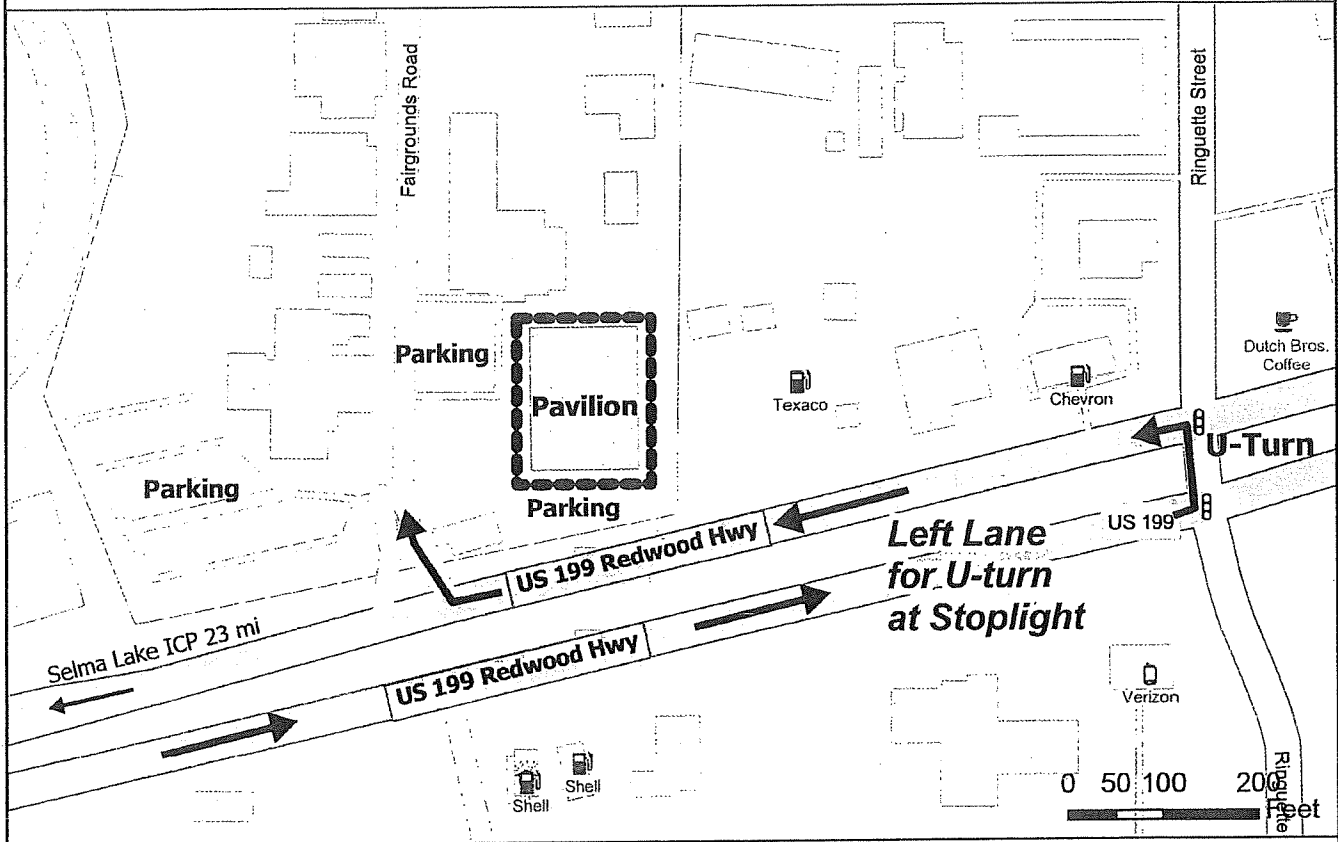 Fairgrounds Road
Ringuette Street
Dutch Bros.
Coffee
Parking
Texaco
Chevron
Pavilion
U-Turn
Parking
Parking
US 199
Left Lane
for U-turn
at Stoplight
US 199 Redwood Hwy
Selma Lake ICP 23 mi
US 199 Redwood Hwy
Verizon
Shell
Shell
Ringuette
0 50 100 200
Feet